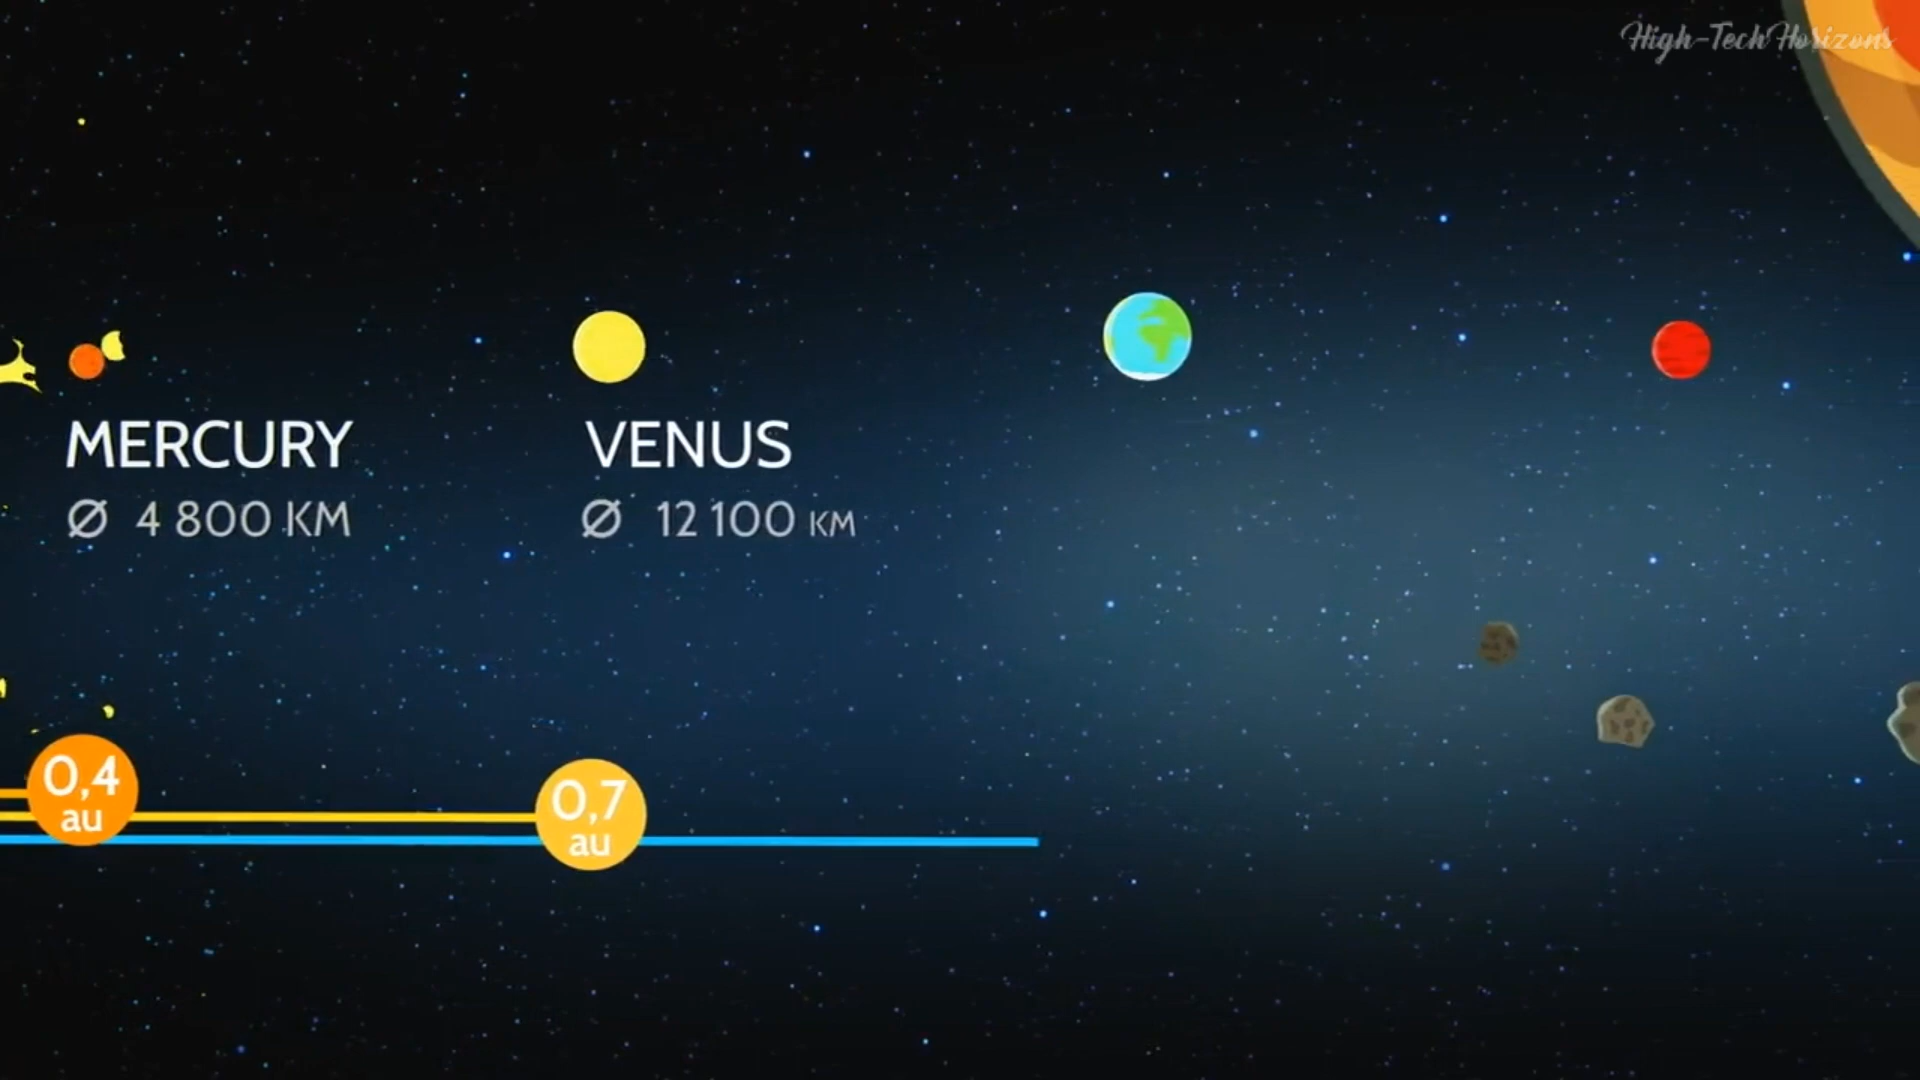 High-Tech Horizons
MERCURY
Ø 4 800 KM
VENUS
Ø 12 100 KM
0,4
au
0,7
au